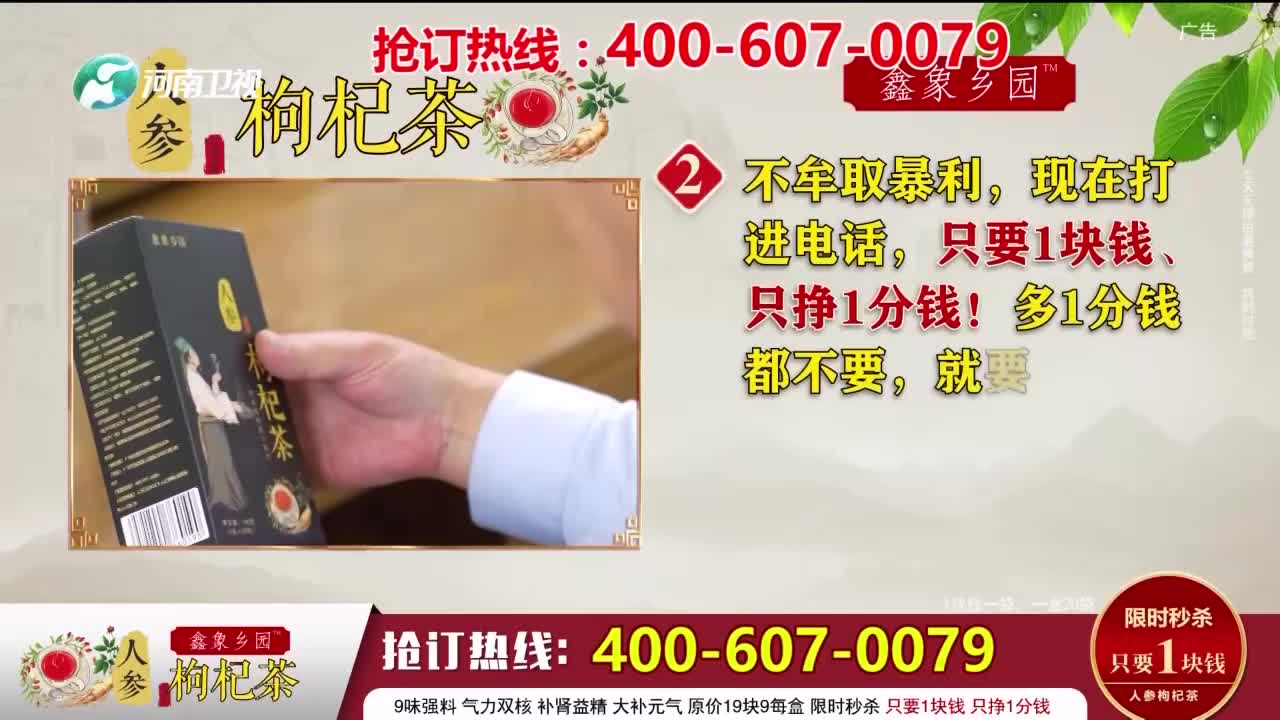 抢订热线：400-607-0079
广告
河南卫视
人参
枸杞茶
鑫象乡园™
2
不牟取暴利，现在打
进电话，只要1块钱、
只挣1分钱！多1分钱
都不要，就要
鑫象乡园
人参
枸杞茶
鑫象乡园™
人参
枸杞茶
抢订热线：400-607-0079
限时秒杀
只要1块钱
人参枸杞茶
9味强料 气力双核 补肾益精 大补元气 原价19块9每盒 限时秒杀 只要1块钱 只挣1分钱